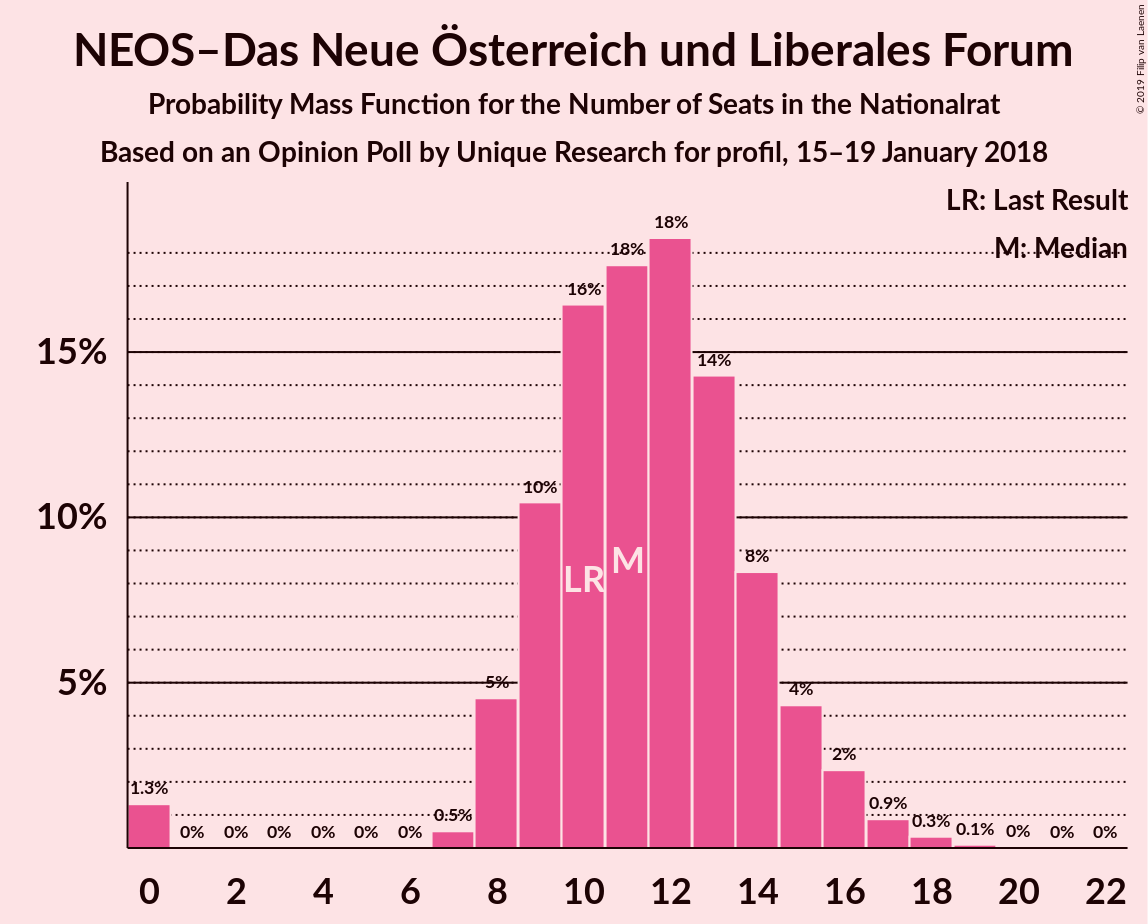 NEOS–Das Neue Österreich und Liberales Forum
Probability Mass Function for the Number of Seats in the Nationalrat
Based on an Opinion Poll by Unique Research for profil, 15–19 January 2018
© 2019 Filip van Laenen
LR: Last Result
M: Median
18%
18%
16%
15%
14%
10%
10%
8%
M
LR
5%
5%
4%
2%
1.3%
0.9%
0.5%
0.3%
0.1%
0% 0% 0% 0% 0% 0% 0% 0% 0%
0 2 4 6 8 10 12 14 16 18 20 22